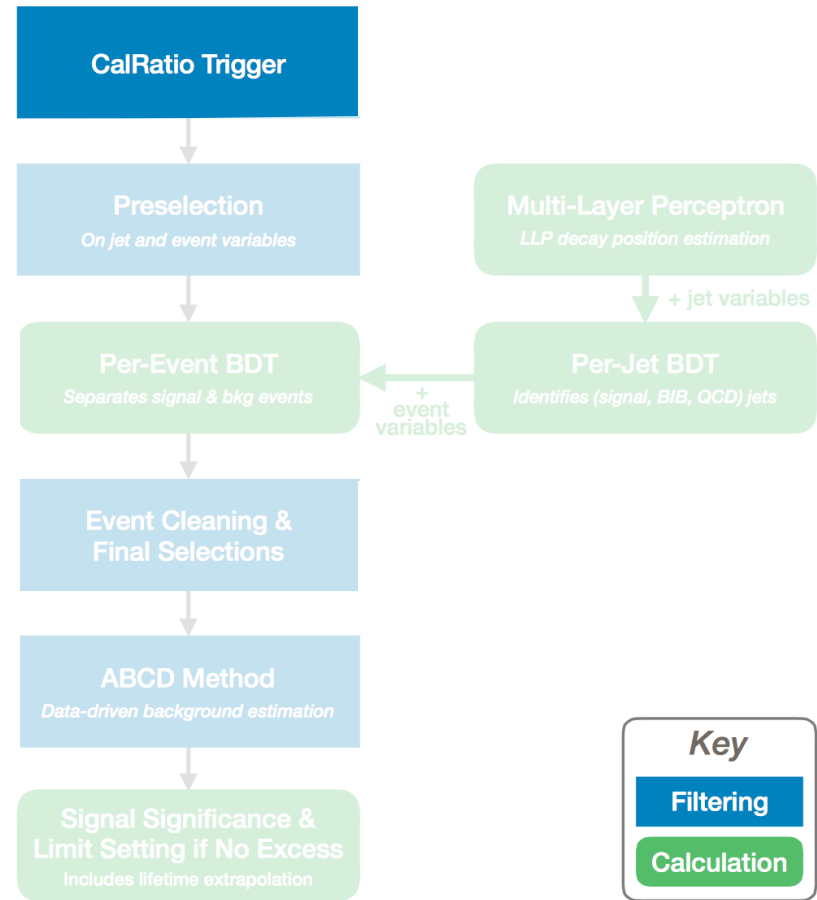 CalRatio Trigger
Preselection
On jet and event variables
Multi-Layer Perceptron
LLP decay position estimation
+ jet variables
Per-Event BDT
Separates signal & bkg events
+
event
variables
Per-Jet BDT
Identifies (signal, BIB, QCD) jets
Event Cleaning &
Final Selections
ABCD Method
Data-driven background estimation
Signal Significance &
Limit Setting if No Excess
Includes lifetime extrapolation
Key
Filtering
Calculation